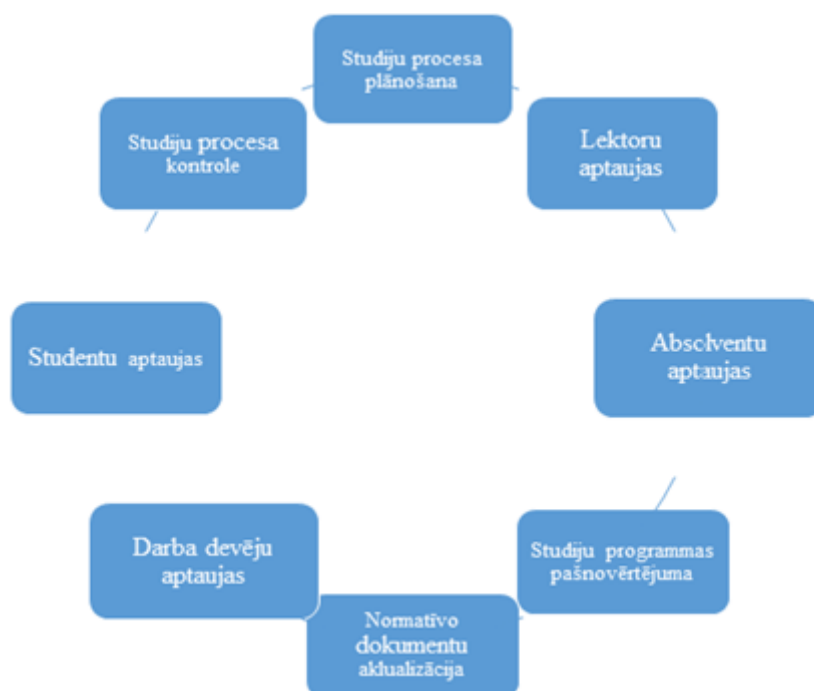 Studiju procesa
plānošana
Lektoru
aptaujas
Absolventu
aptaujas
Studiju programmas
pašnovērtējuma
Normatīvo
dokumentu
aktualizācija
Darba devēju
aptaujas
Studentu aptaujas
Studiju procesa
kontrole